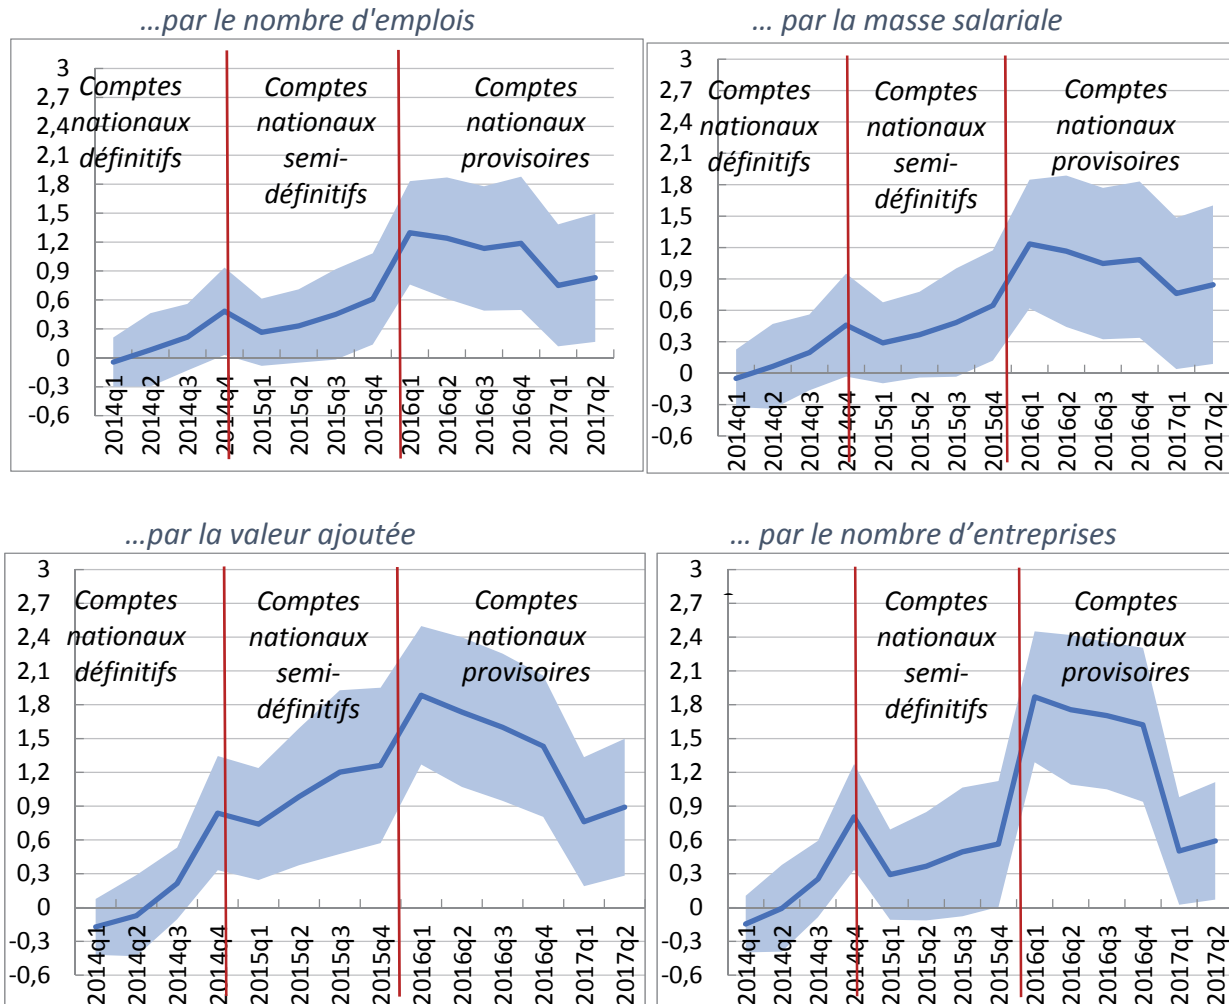 ...par le nombre d'emplois
3
2,7
2,4
2,1
1,8
1,5
1,2
0,9
0,6
0,3
0
-0,3
-0,6
Comptes
nationaux
définitifs
Comptes
nationaux
semi-
définitifs
Comptes
nationaux
provisoires
2014q1
2014q2
2014q3
2014q4
2015q1
2015q2
2015q3
2015q4
2016q1
2016q2
2016q3
2016q4
2017q1
2017q2
... par la masse salariale
3
2,7
2,4
2,1
1,8
1,5
1,2
0,9
0,6
0,3
0
-0,3
-0,6
Comptes
nationaux
définitifs
Comptes
nationaux
semi-
définitifs
Comptes
nationaux
provisoires
2014q1
2014q2
2014q3
2014q4
2015q1
2015q2
2015q3
2015q4
2016q1
2016q2
2016q3
2016q4
2017q1
2017q2
...par la valeur ajoutée
3
2,7
2,4
2,1
1,8
1,5
1,2
0,9
0,6
0,3
0
-0,3
-0,6
Comptes
nationaux
définitifs
Comptes
nationaux
semi-
définitifs
Comptes
nationaux
provisoires
2014q1
2014q2
2014q3
2014q4
2015q1
2015q2
2015q3
2015q4
2016q1
2016q2
2016q3
2016q4
2017q1
2017q2
... par le nombre d’entreprises
3
2,7
2,4
2,1
1,8
1,5
1,2
0,9
0,6
0,3
0
-0,3
-0,6
Comptes
nationaux
semi-
définitifs
Comptes
nationaux
provisoires
2014q1
2014q2
2014q3
2014q4
2015q1
2015q2
2015q3
2015q4
2016q1
2016q2
2016q3
2016q4
2017q1
2017q2